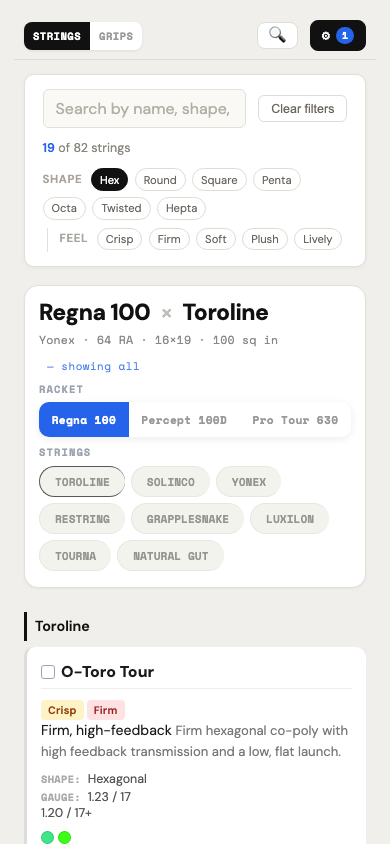 STRINGS GRIPS 1
Search by name, shape, Clear filters
19 of 82 strings
SHAPE Hex Round Square Penta
Octa Twisted Hepta
FEEL Crisp Firm Soft Plush Lively
Regna 100 × Toroline
Yonex · 64 RA · 16×19 · 100 sq in
— showing all
RACKET
Regna 100 Percept 100D Pro Tour 630
STRINGS
TOROLINE SOLINCO YONEX
RESTRING GRAPPLESNAKE LUXILON
TOURNA NATURAL GUT
Toroline
O-Toro Tour
Crisp Firm
Firm, high-feedback Firm hexagonal co-poly with
high feedback transmission and a low, flat launch.
SHAPE: Hexagonal
GAUGE: 1.23 / 17
1.20 / 17+